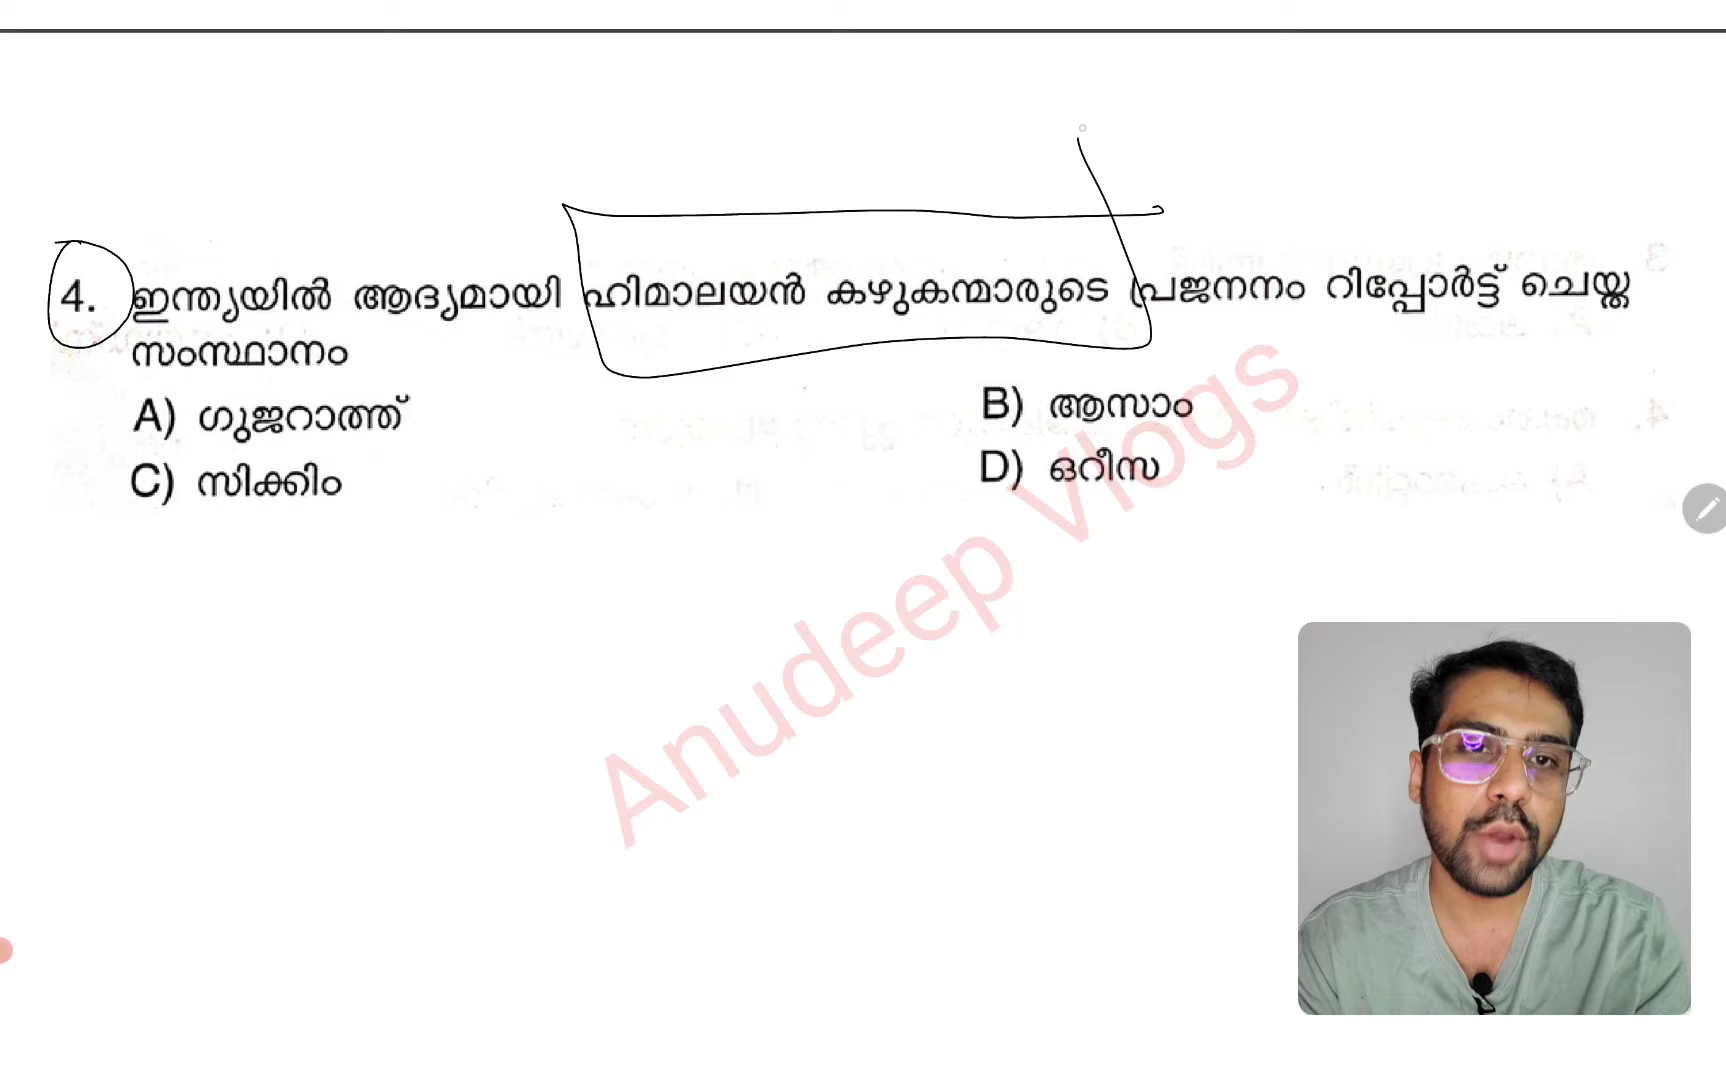 4. ഇന്ത്യയിൽ ആദ്യമായി ഹിമാലയൻ കഴുകന്മാരുടെ പ്രജനനം റിപ്പോർട്ട് ചെയ്ത
സംസ്ഥാനം
A) ഗുജറാത്ത് B) ആസാം
C) സിക്കിം D) ഒറീസ
Anudeep Vlogs